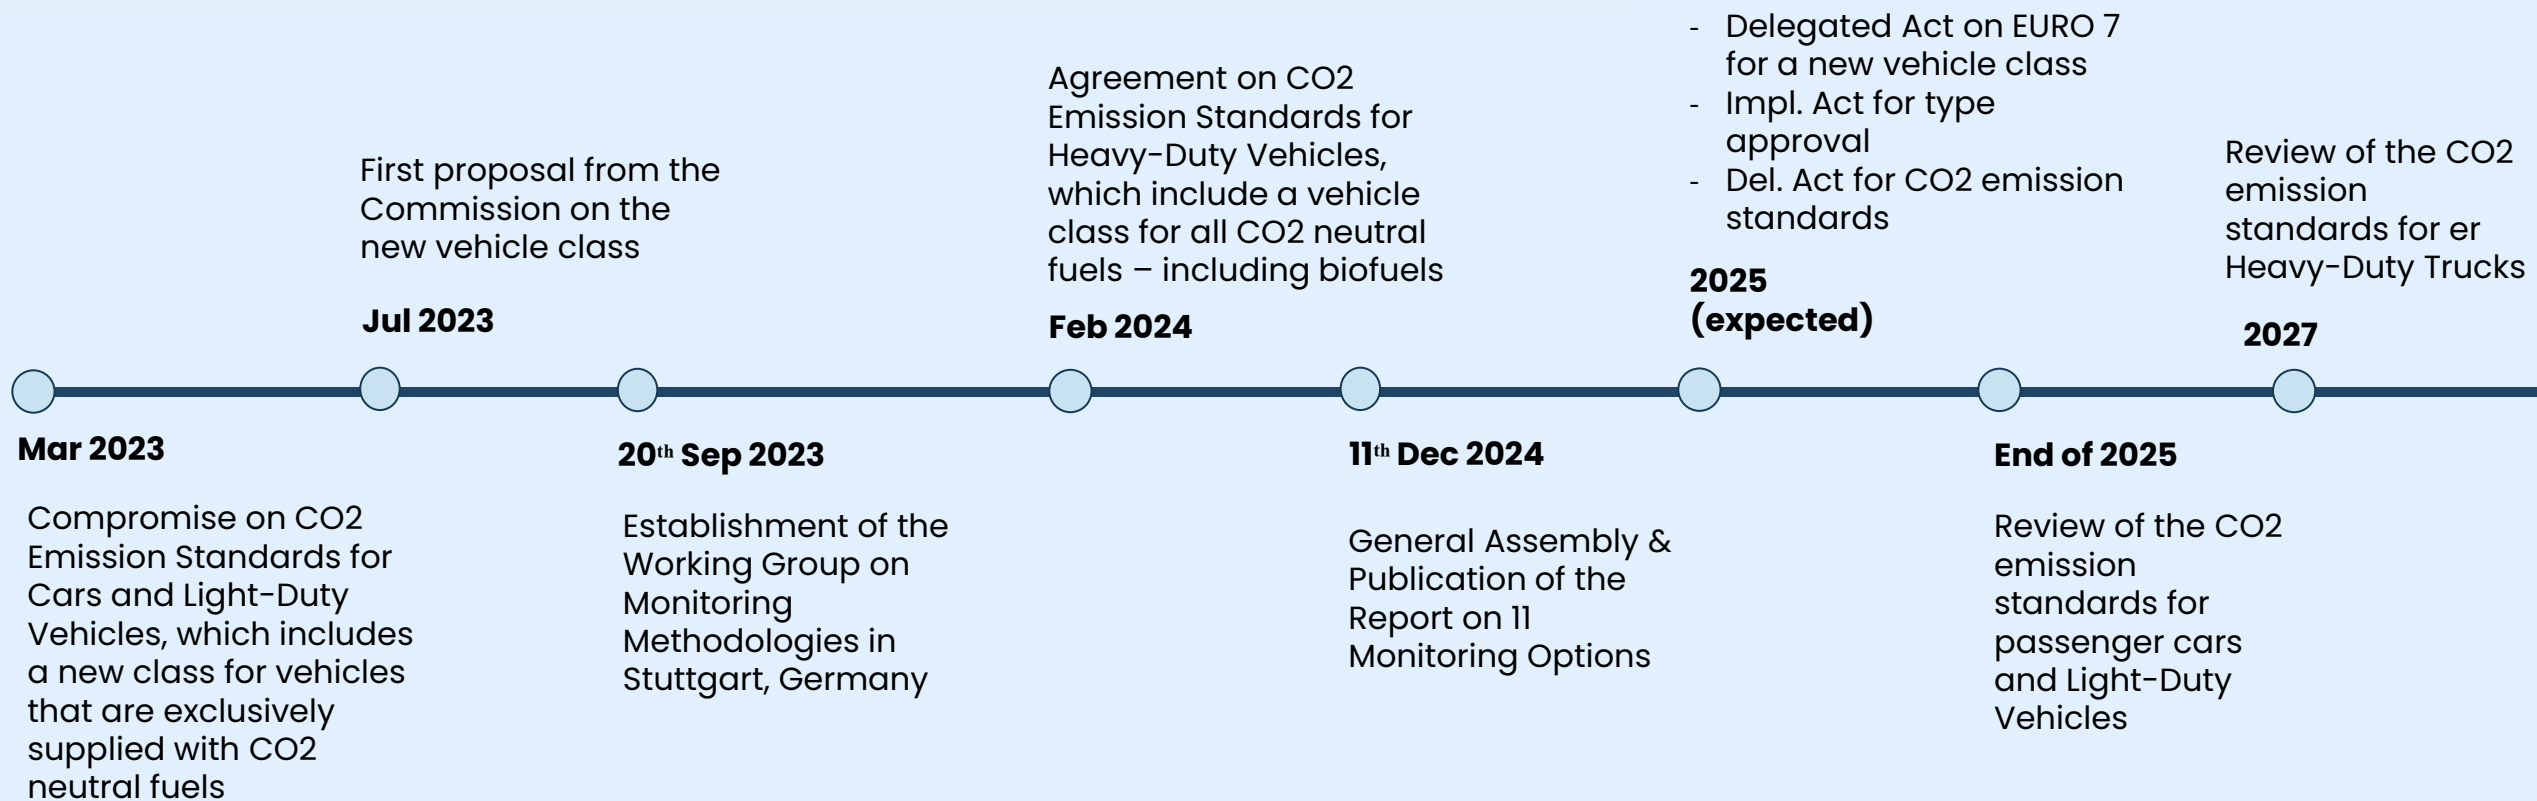 Mar 2023
Compromise on CO2
Emission Standards for
Cars and Light-Duty
Vehicles, which includes
a new class for vehicles
that are exclusively
supplied with CO2
neutral fuels
First proposal from the
Commission on the
new vehicle class
Jul 2023
20th Sep 2023
Establishment of the
Working Group on
Monitoring
Methodologies in
Stuttgart, Germany
Agreement on CO2
Emission Standards for
Heavy-Duty Vehicles,
which include a vehicle
class for all CO2 neutral
fuels – including biofuels
Feb 2024
11th Dec 2024
General Assembly &
Publication of the
Report on 11
Monitoring Options
- Delegated Act on EURO 7
for a new vehicle class
- Impl. Act for type
approval
- Del. Act for CO2 emission
standards
2025
(expected)
End of 2025
Review of the CO2
emission
standards for
passenger cars
and Light-Duty
Vehicles
Review of the CO2
emission
standards for er
Heavy-Duty Trucks
2027